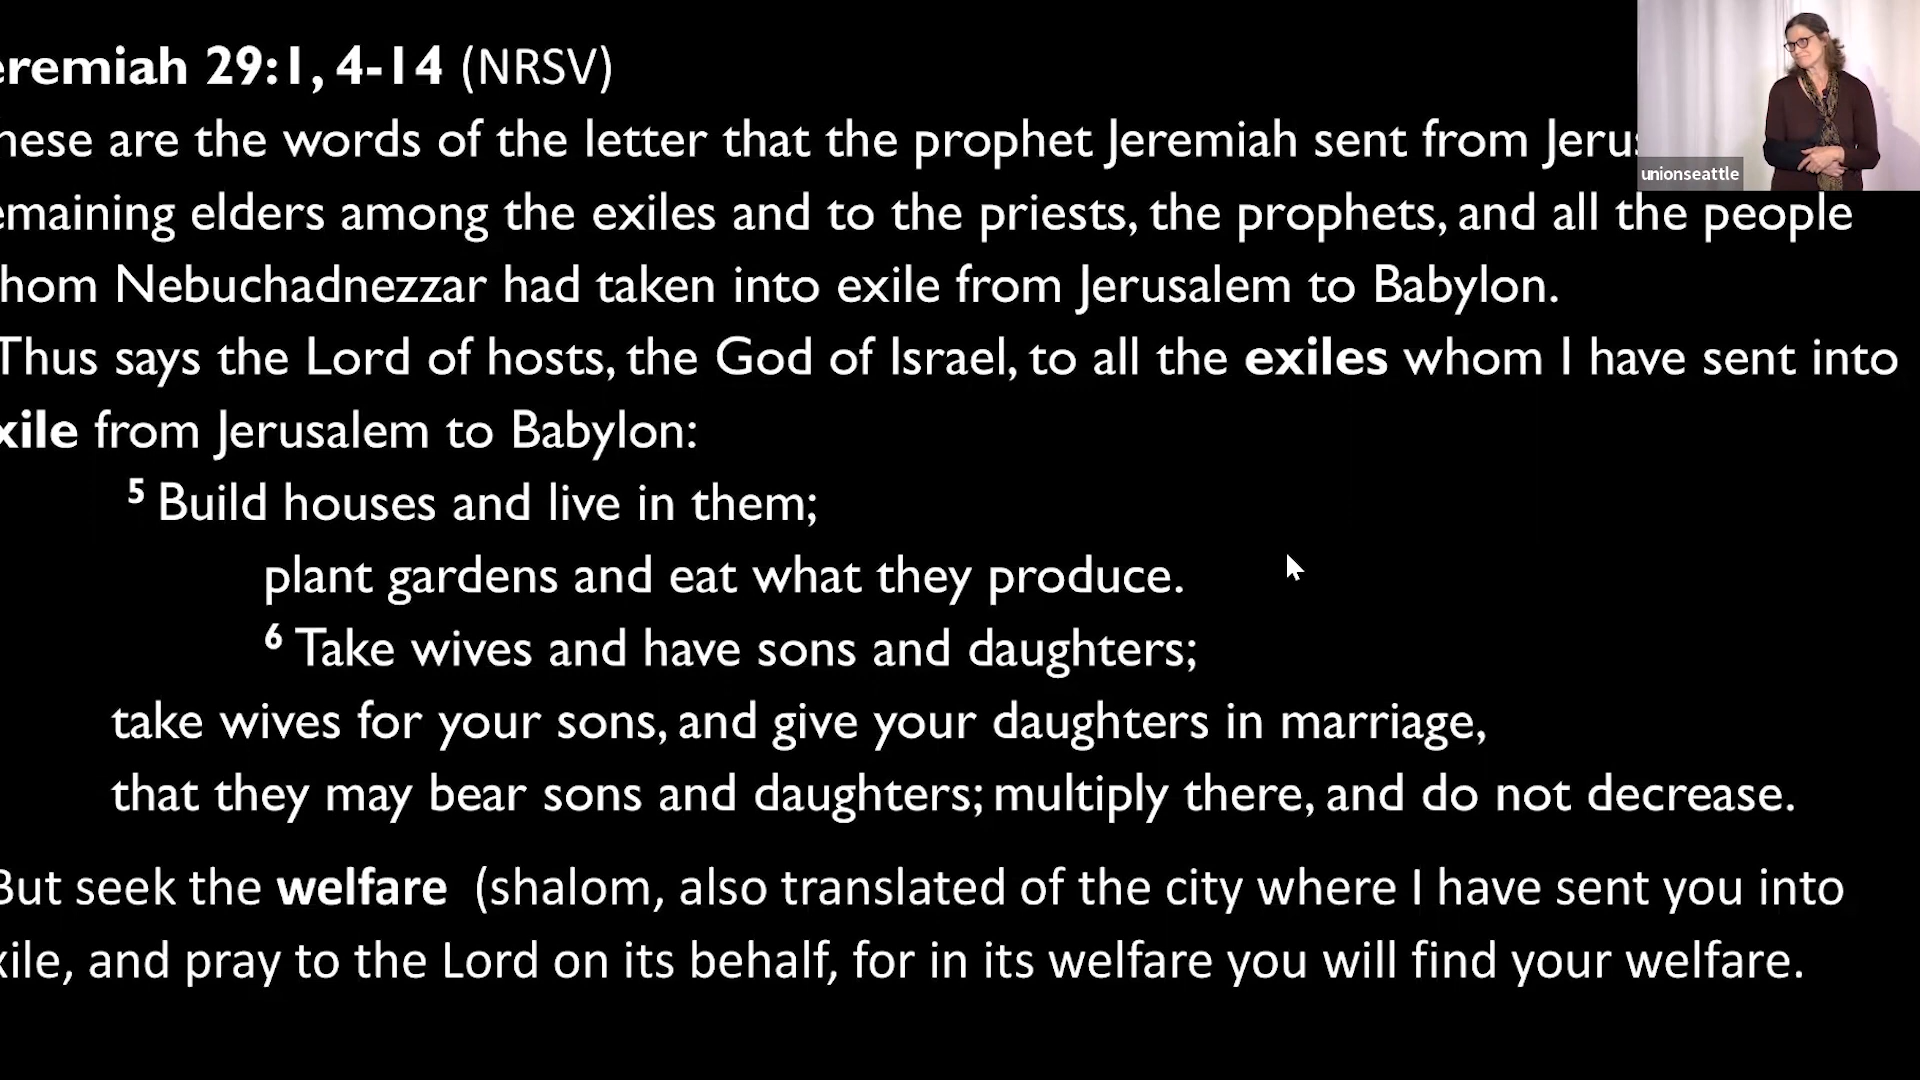 eremiah 29:1, 4-14 (NRSV)
hese are the words of the letter that the prophet Jeremiah sent from Jerus
unionseattle
emaining elders among the exiles and to the priests, the prophets, and all the people
hom Nebuchadnezzar had taken into exile from Jerusalem to Babylon.
Thus says the Lord of hosts, the God of Israel, to all the exiles whom I have sent into
xile from Jerusalem to Babylon:
5 Build houses and live in them;
plant gardens and eat what they produce.
6 Take wives and have sons and daughters;
take wives for your sons, and give your daughters in marriage,
that they may bear sons and daughters; multiply there, and do not decrease.
But seek the welfare (shalom, also translated of the city where I have sent you into
xile, and pray to the Lord on its behalf, for in its welfare you will find your welfare.